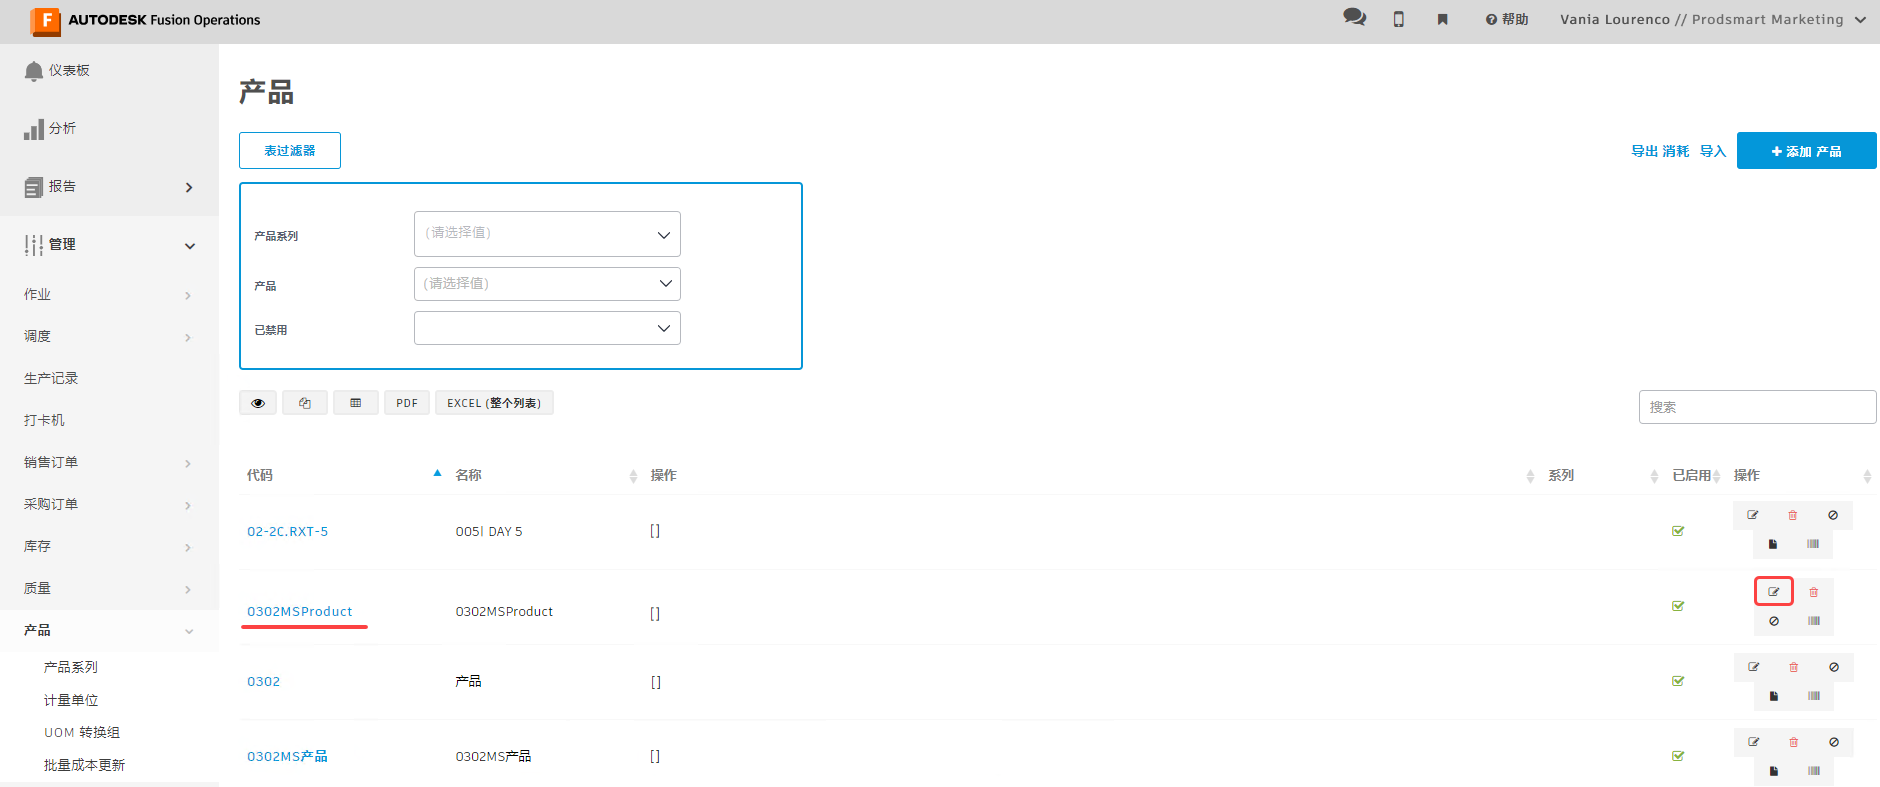 AUTODESK Fusion Operations
帮助
Vania Lourenco // Prodsmart Marketing
仪表板
分析
报告
管理
作业
调度
生产记录
打卡机
销售订单
采购订单
库存
质量
产品
产品系列
计量单位
UOM 转换组
批量成本更新
产品
表过滤器
导出 消耗 导入
添加 产品
产品系列
(请选择值)
产品
(请选择值)
已禁用
PDF
EXCEL (整个列表)
搜索
代码 名称 操作 系列 已启用 操作
02-2C.RXT-5 005| DAY 5 []
0302MSProduct 0302MSProduct []
0302 产品 []
0302MS产品 0302MS产品 []